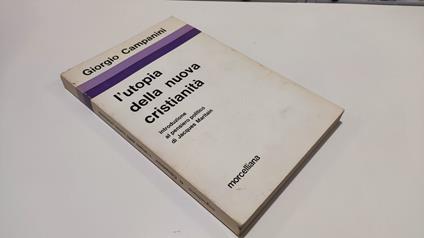 Giorgio Campanini
l'utopia
della nuova
cristianità
introduzione
al pensiero politico
di Jacques Maritain
morcelliana